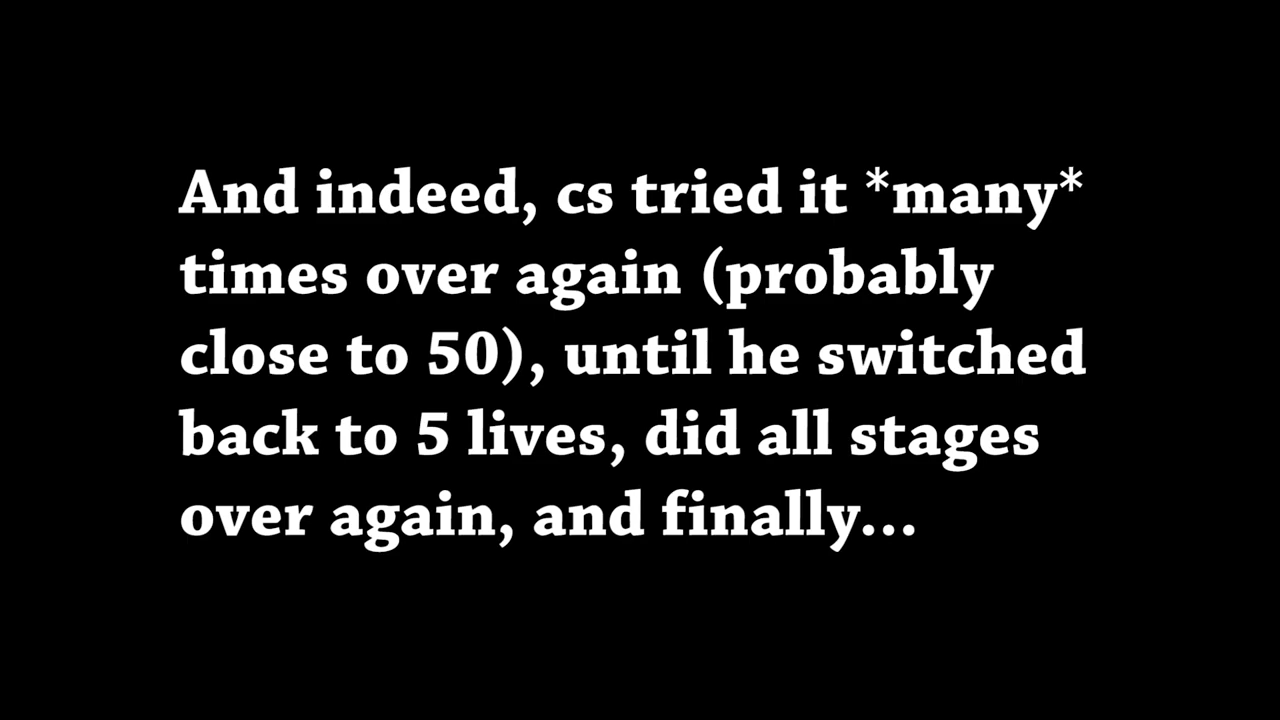 And indeed, cs tried it *many*
times over again (probably
close to 50), until he switched
back to 5 lives, did all stages
over again, and finally...